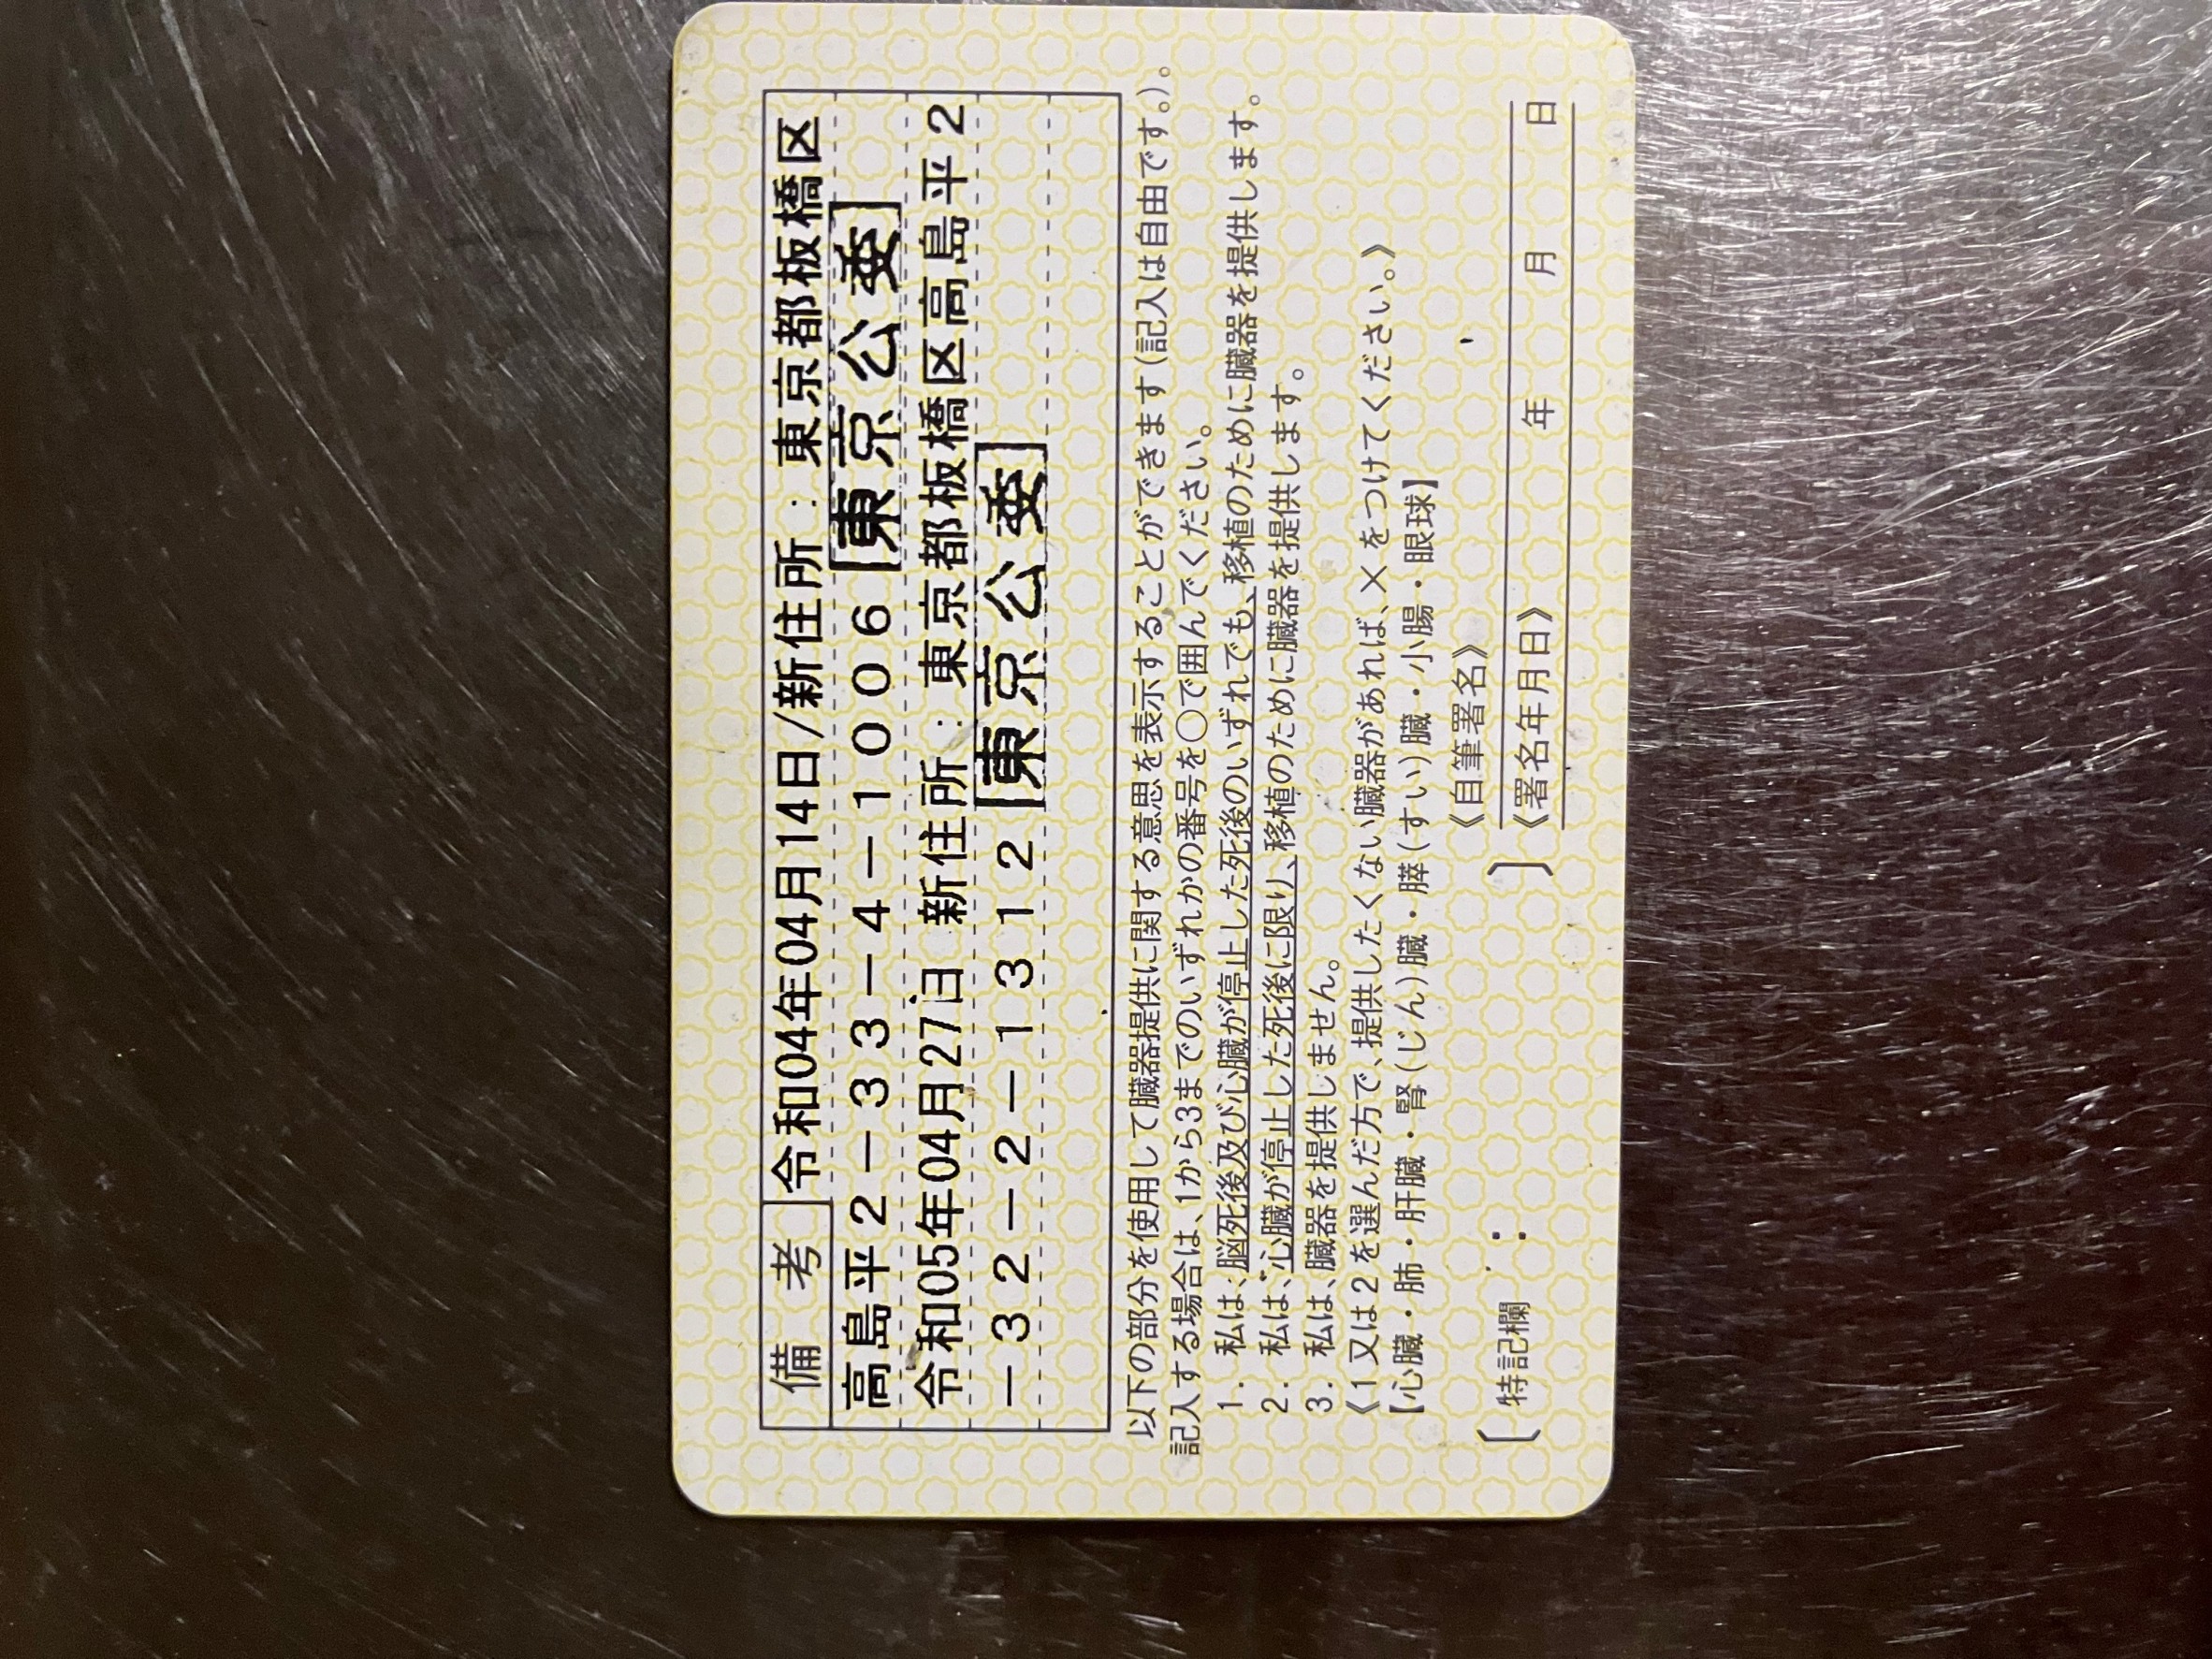 備 考 令和04年04月14日/新住所:東京都板橋区
高島平2-33-4-1006 東京公委
令和05年04月27日 新住所:東京都板橋区高島平2
-32-2-1312 東京公委
以下の部分を使用して臓器提供に関する意思を表示することができます(記入は自由です。)。
記入する場合は、1から3までのいずれかの番号を○で囲んでください。
1. 私は、脳死後及び心臓が停止した死後のいずれでも、移植のために臓器を提供します。
2. 私は、心臓が停止した死後に限り、移植のために臓器を提供します。
3. 私は、臓器を提供しません。
《1又は2を選んだ方で、提供したくない臓器があれば、×をつけてください。》
【心臓・肺・肝臓・腎(じん)臓・膵(すい)臓・小腸・眼球】
《自筆署名》
〔特記欄: 〕《署名年月日》 年 月 日